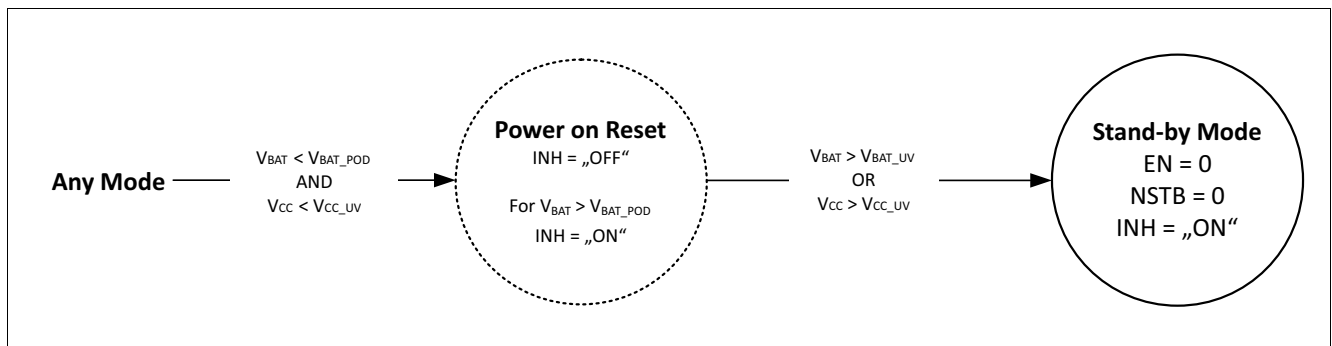 Any Mode
VBAT < VBAT_POD
AND
VCC < VCC_UV
Power on Reset
INH = „OFF“
For VBAT > VBAT_POD
INH = „ON“
VBAT > VBAT_UV
OR
VCC > VCC_UV
Stand-by Mode
EN = 0
NSTB = 0
INH = „ON“